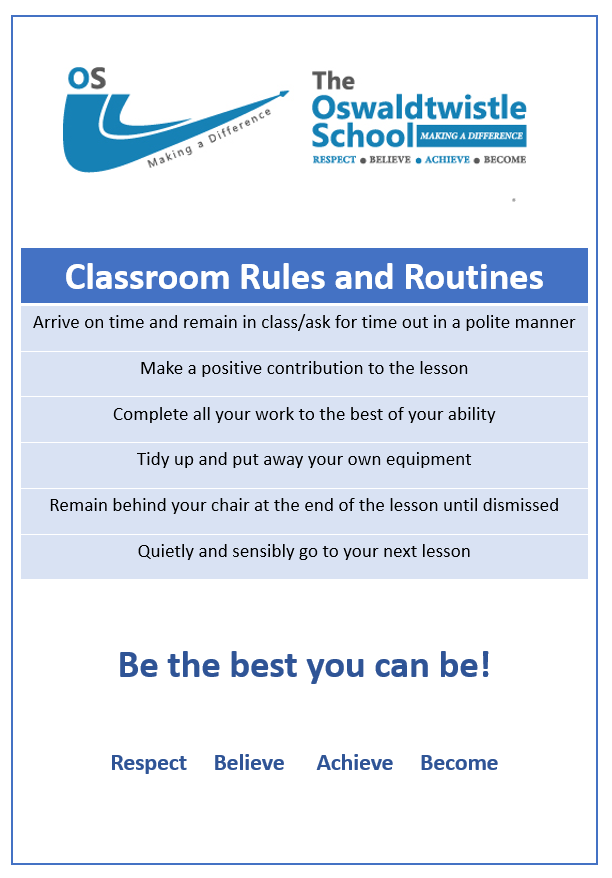 OS
Making a Difference
The
Oswaldtwistle
School MAKING A DIFFERENCE
RESPECT ● BELIEVE ● ACHIEVE ● BECOME
Classroom Rules and Routines
Arrive on time and remain in class/ask for time out in a polite manner
Make a positive contribution to the lesson
Complete all your work to the best of your ability
Tidy up and put away your own equipment
Remain behind your chair at the end of the lesson until dismissed
Quietly and sensibly go to your next lesson
Be the best you can be!
Respect Believe Achieve Become